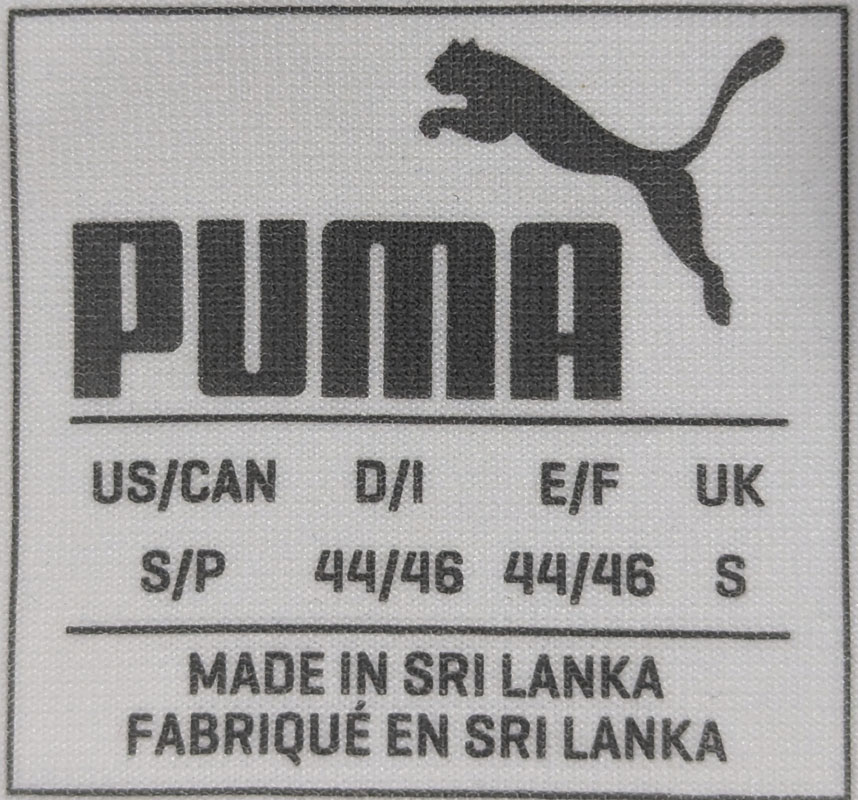 PUMA
US/CAN D/I E/F UK
S/P 44/46 44/46 S
MADE IN SRI LANKA
FABRIQUÉ EN SRI LANKA